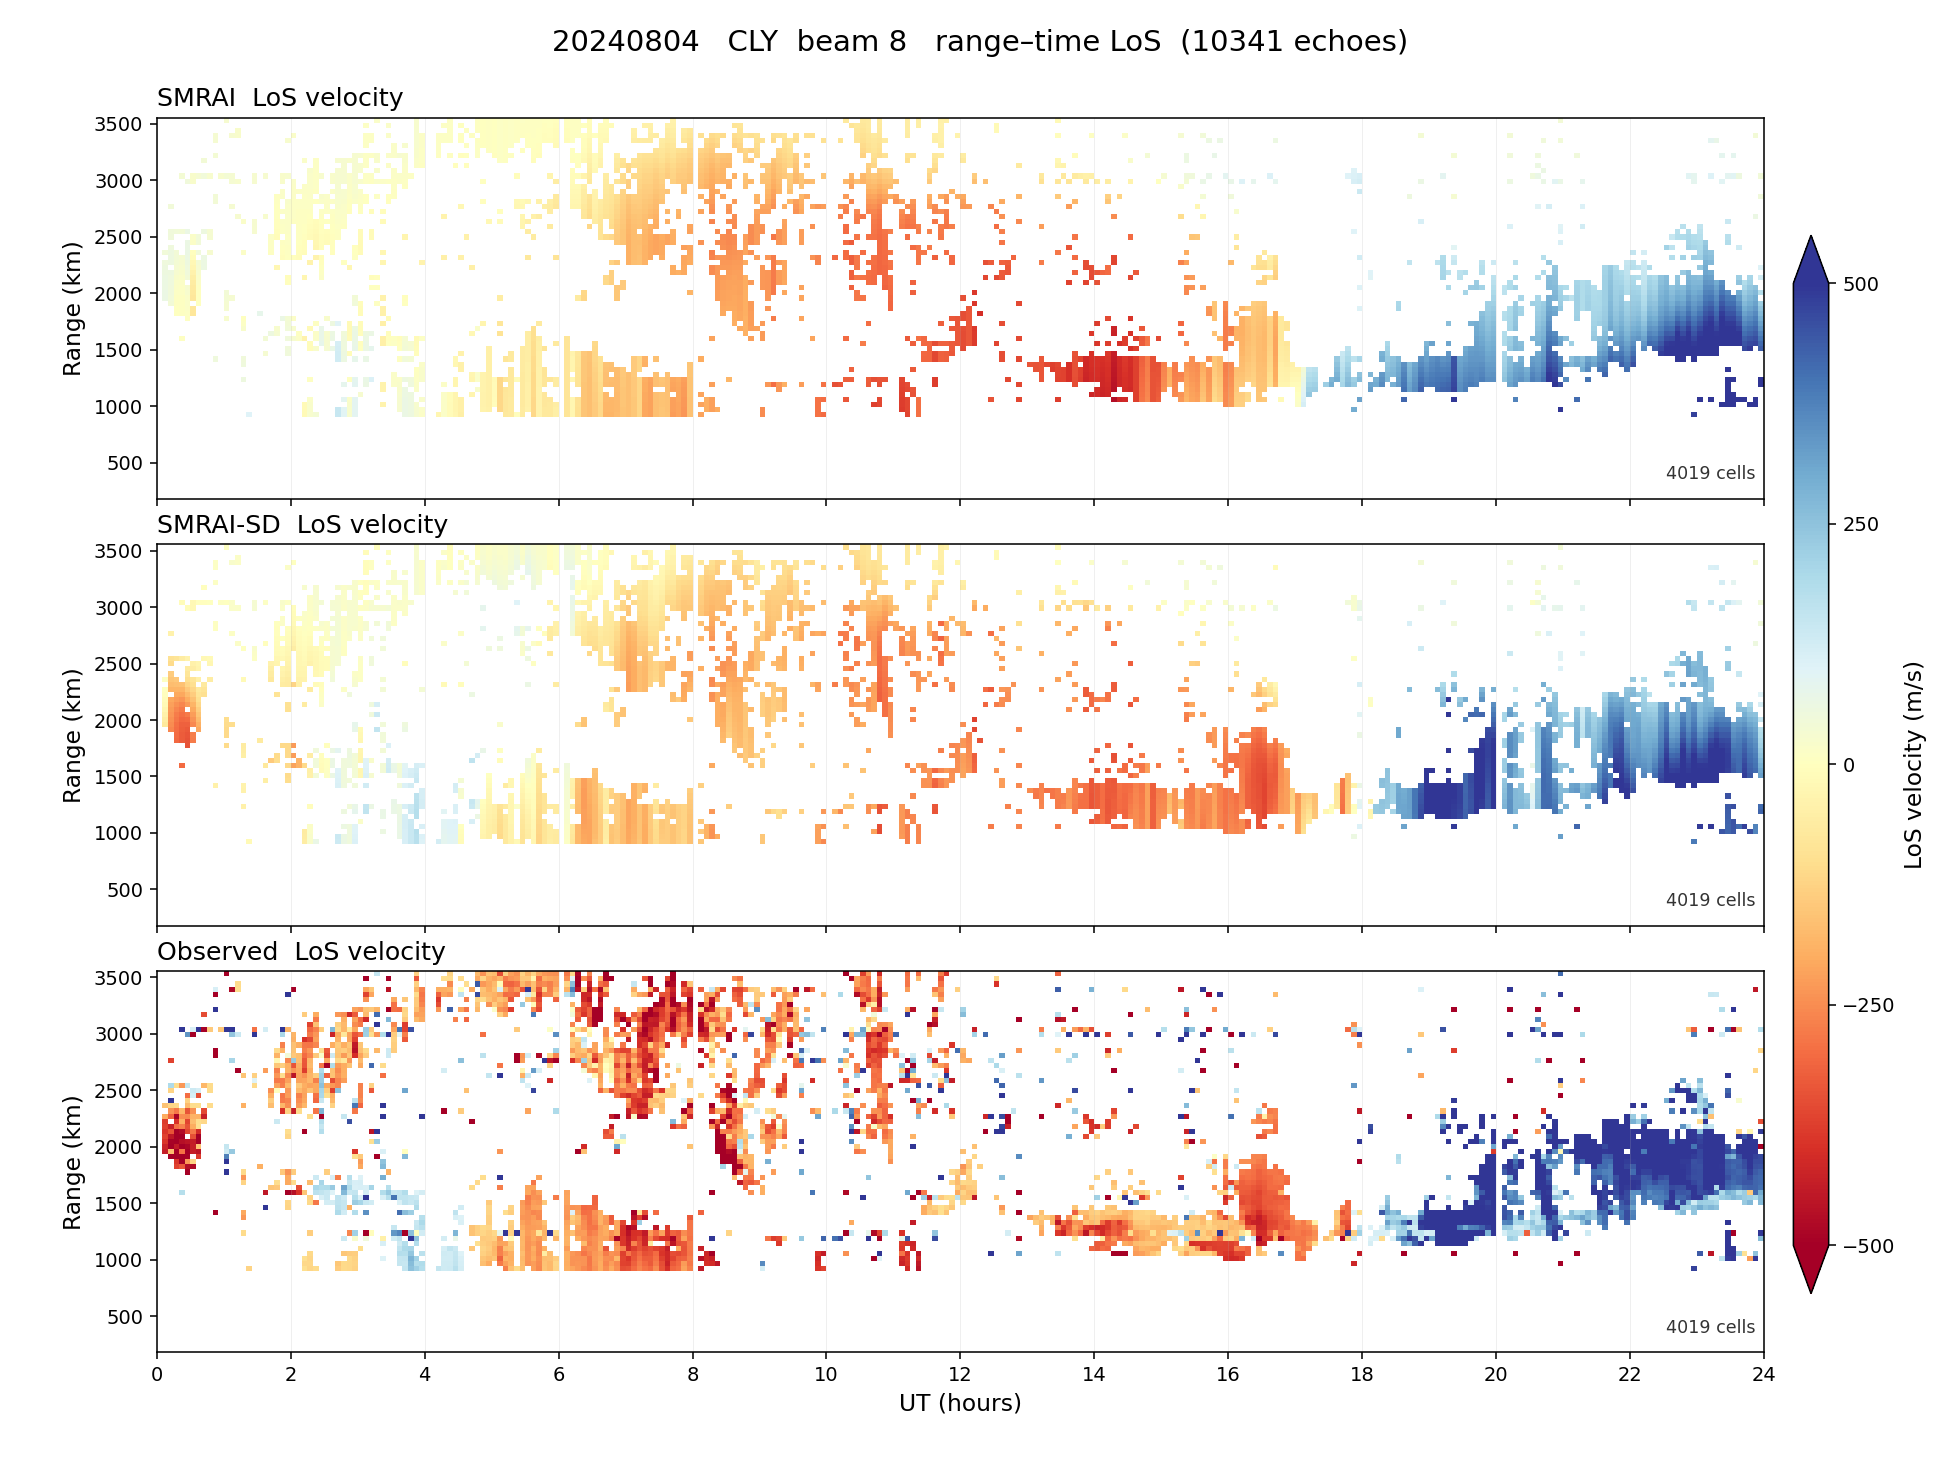 20240804   CLY  beam 8   range–time LoS  (10341 echoes)
SMRAI  LoS velocity
3500
3000
2500
2000
1500
1000
500
Range (km)
4019 cells
SMRAI-SD  LoS velocity
3500
3000
2500
2000
1500
1000
500
Range (km)
4019 cells
Observed  LoS velocity
3500
3000
2500
2000
1500
1000
500
Range (km)
4019 cells
0 2 4 6 8 10 12 14 16 18 20 22 24
UT (hours)
500
250
0
−250
−500
LoS velocity (m/s)